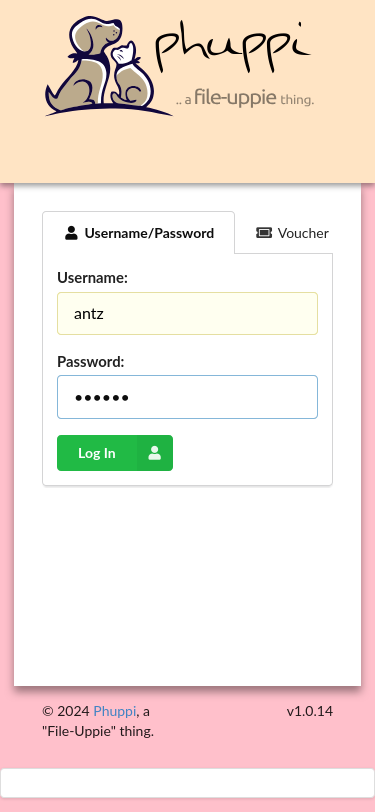 phuppi
.. a file-uppie thing.
Username/Password
Voucher
Username:
antz
Password:
••••••
Log In
© 2024 Phuppi, a
"File-Uppie" thing.
v1.0.14